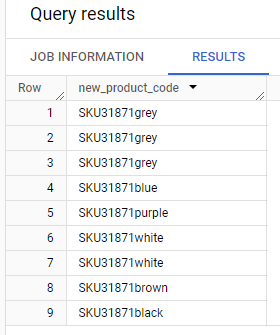 Query results
JOB INFORMATION RESULTS
Row new_product_code
1 SKU31871grey
2 SKU31871grey
3 SKU31871grey
4 SKU31871blue
5 SKU31871purple
6 SKU31871white
7 SKU31871white
8 SKU31871brown
9 SKU31871black